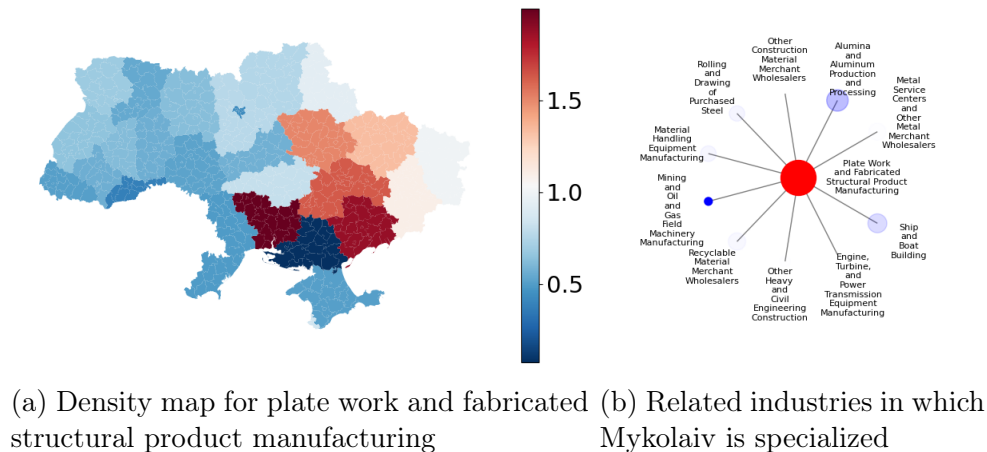 1.5
1.0
0.5
Other
Construction
Material
Merchant
Wholesalers
Alumina
and
Aluminum
Production
and
Processing
Metal
Service
Centers
and
Other
Metal
Merchant
Wholesalers
Rolling
and
Drawing
of
Purchased
Steel
Material
Handling
Equipment
Manufacturing
Plate Work
and Fabricated
Structural Product
Manufacturing
Mining
and
Oil
and
Gas
Field
Machinery
Manufacturing
Ship
and
Boat
Building
Recyclable
Material
Merchant
Wholesalers
Other
Heavy
and
Civil
Engineering
Construction
Engine,
Turbine,
and
Power
Transmission
Equipment
Manufacturing
(a) Density map for plate work and fabricated
structural product manufacturing
(b) Related industries in which
Mykolaiv is specialized